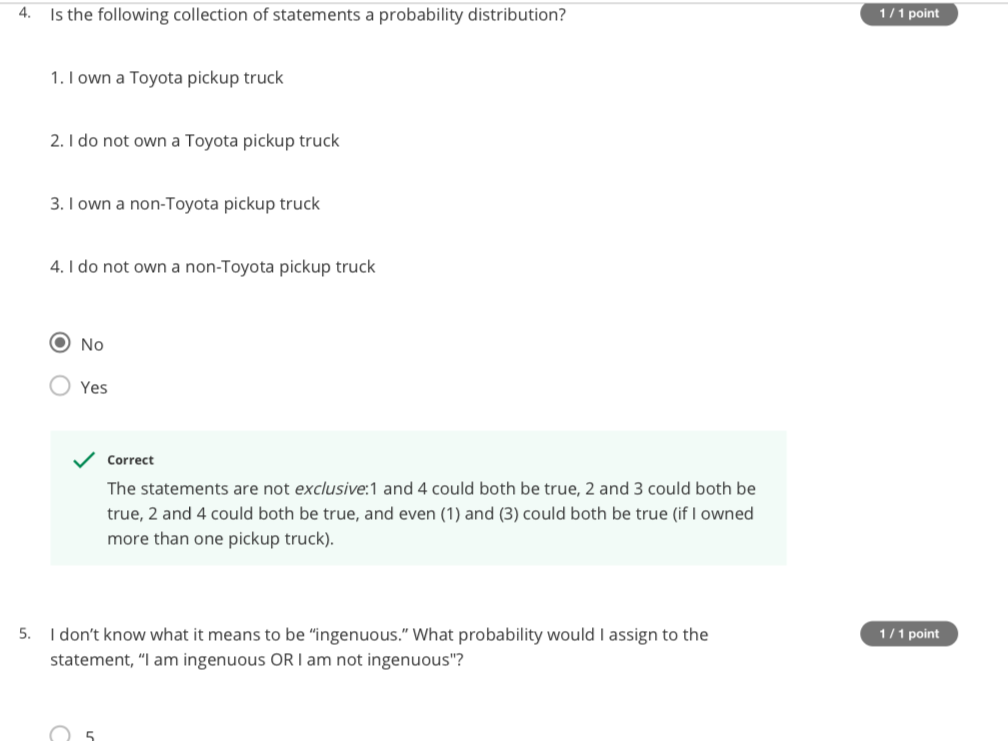 4. Is the following collection of statements a probability distribution?
1 / 1 point
1. I own a Toyota pickup truck
2. I do not own a Toyota pickup truck
3. I own a non-Toyota pickup truck
4. I do not own a non-Toyota pickup truck
No
Yes
Correct
The statements are not exclusive:1 and 4 could both be true, 2 and 3 could both be
true, 2 and 4 could both be true, and even (1) and (3) could both be true (if I owned
more than one pickup truck).
5. I don’t know what it means to be “ingenuous.” What probability would I assign to the
1 / 1 point
statement, “I am ingenuous OR I am not ingenuous"?